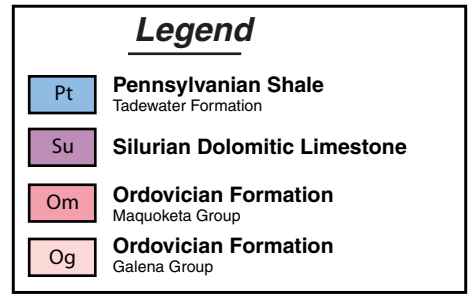 Legend
Pt
Pennsylvanian Shale
Tadewater Formation
Su
Silurian Dolomitic Limestone
Om
Ordovician Formation
Maquoketa Group
Og
Ordovician Formation
Galena Group